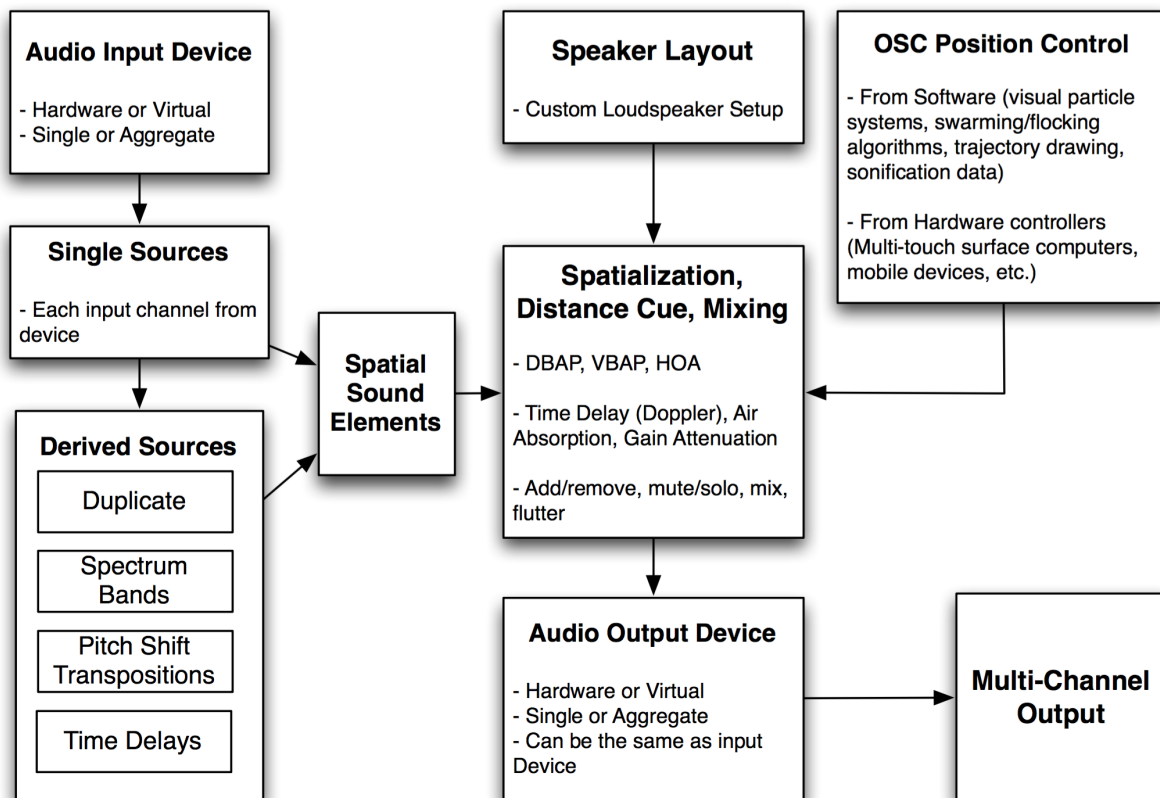 Audio Input Device
- Hardware or Virtual
- Single or Aggregate
Single Sources
- Each input channel from
device
Derived Sources
Duplicate
Spectrum
Bands
Pitch Shift
Transpositions
Time Delays
Spatial
Sound
Elements
Speaker Layout
- Custom Loudspeaker Setup
Spatialization,
Distance Cue, Mixing
- DBAP, VBAP, HOA
- Time Delay (Doppler), Air
Absorption, Gain Attenuation
- Add/remove, mute/solo, mix,
flutter
Audio Output Device
- Hardware or Virtual
- Single or Aggregate
- Can be the same as input
Device
OSC Position Control
- From Software (visual particle
systems, swarming/flocking
algorithms, trajectory drawing,
sonification data)
- From Hardware controllers
(Multi-touch surface computers,
mobile devices, etc.)
Multi-Channel
Output